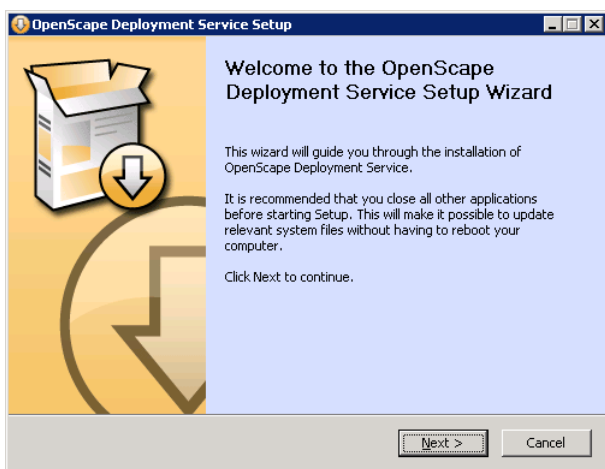 OpenScape Deployment Service Setup
Welcome to the OpenScape
Deployment Service Setup Wizard
This wizard will guide you through the installation of
OpenScape Deployment Service.
It is recommended that you close all other applications
before starting Setup. This will make it possible to update
relevant system files without having to reboot your
computer.
Click Next to continue.
Next >
Cancel